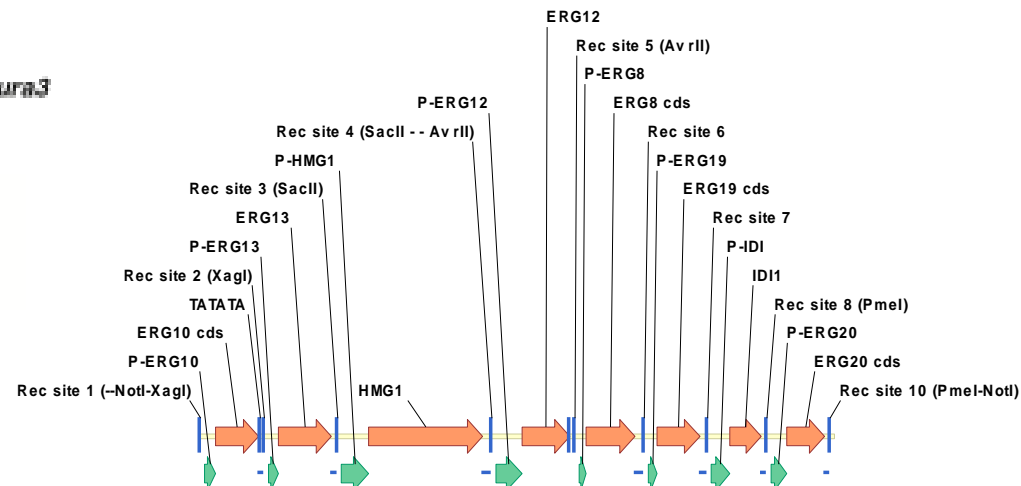 ERG12
Rec site 5 (AvrII)
ura3
P-ERG8
P-ERG12
ERG8 cds
Rec site 4 (SacII - - AvrII)
Rec site 6
P-HMG1
P-ERG19
Rec site 3 (SacII)
ERG19 cds
ERG13
Rec site 7
P-ERG13
P-IDI
Rec site 2 (XagI)
IDI1
TATATA
Rec site 8 (PmeI)
ERG10 cds
P-ERG20
P-ERG10
ERG20 cds
Rec site 1 (--NotI-XagI)
HMG1
Rec site 10 (PmeI-NotI)